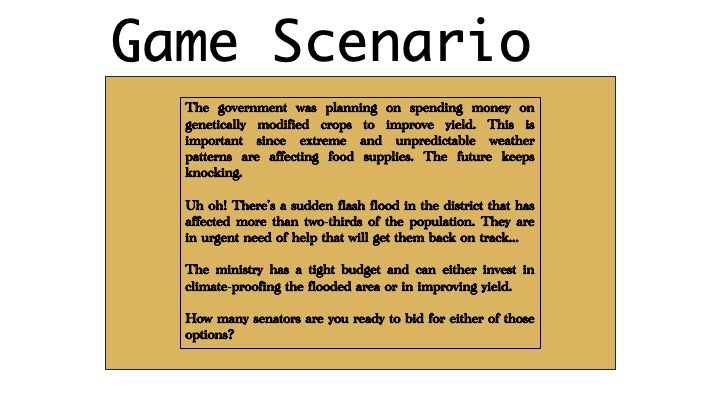 Game Scenario
The government was planning on spending money on
genetically modified crops to improve yield. This is
important since extreme and unpredictable weather
patterns are affecting food supplies. The future keeps
knocking.
Uh oh! There's a sudden flash flood in the district that has
affected more than two-thirds of the population. They are
in urgent need of help that will get them back on track...
The ministry has a tight budget and can either invest in
climate-proofing the flooded area or in improving yield.
How many senators are you ready to bid for either of those
options?